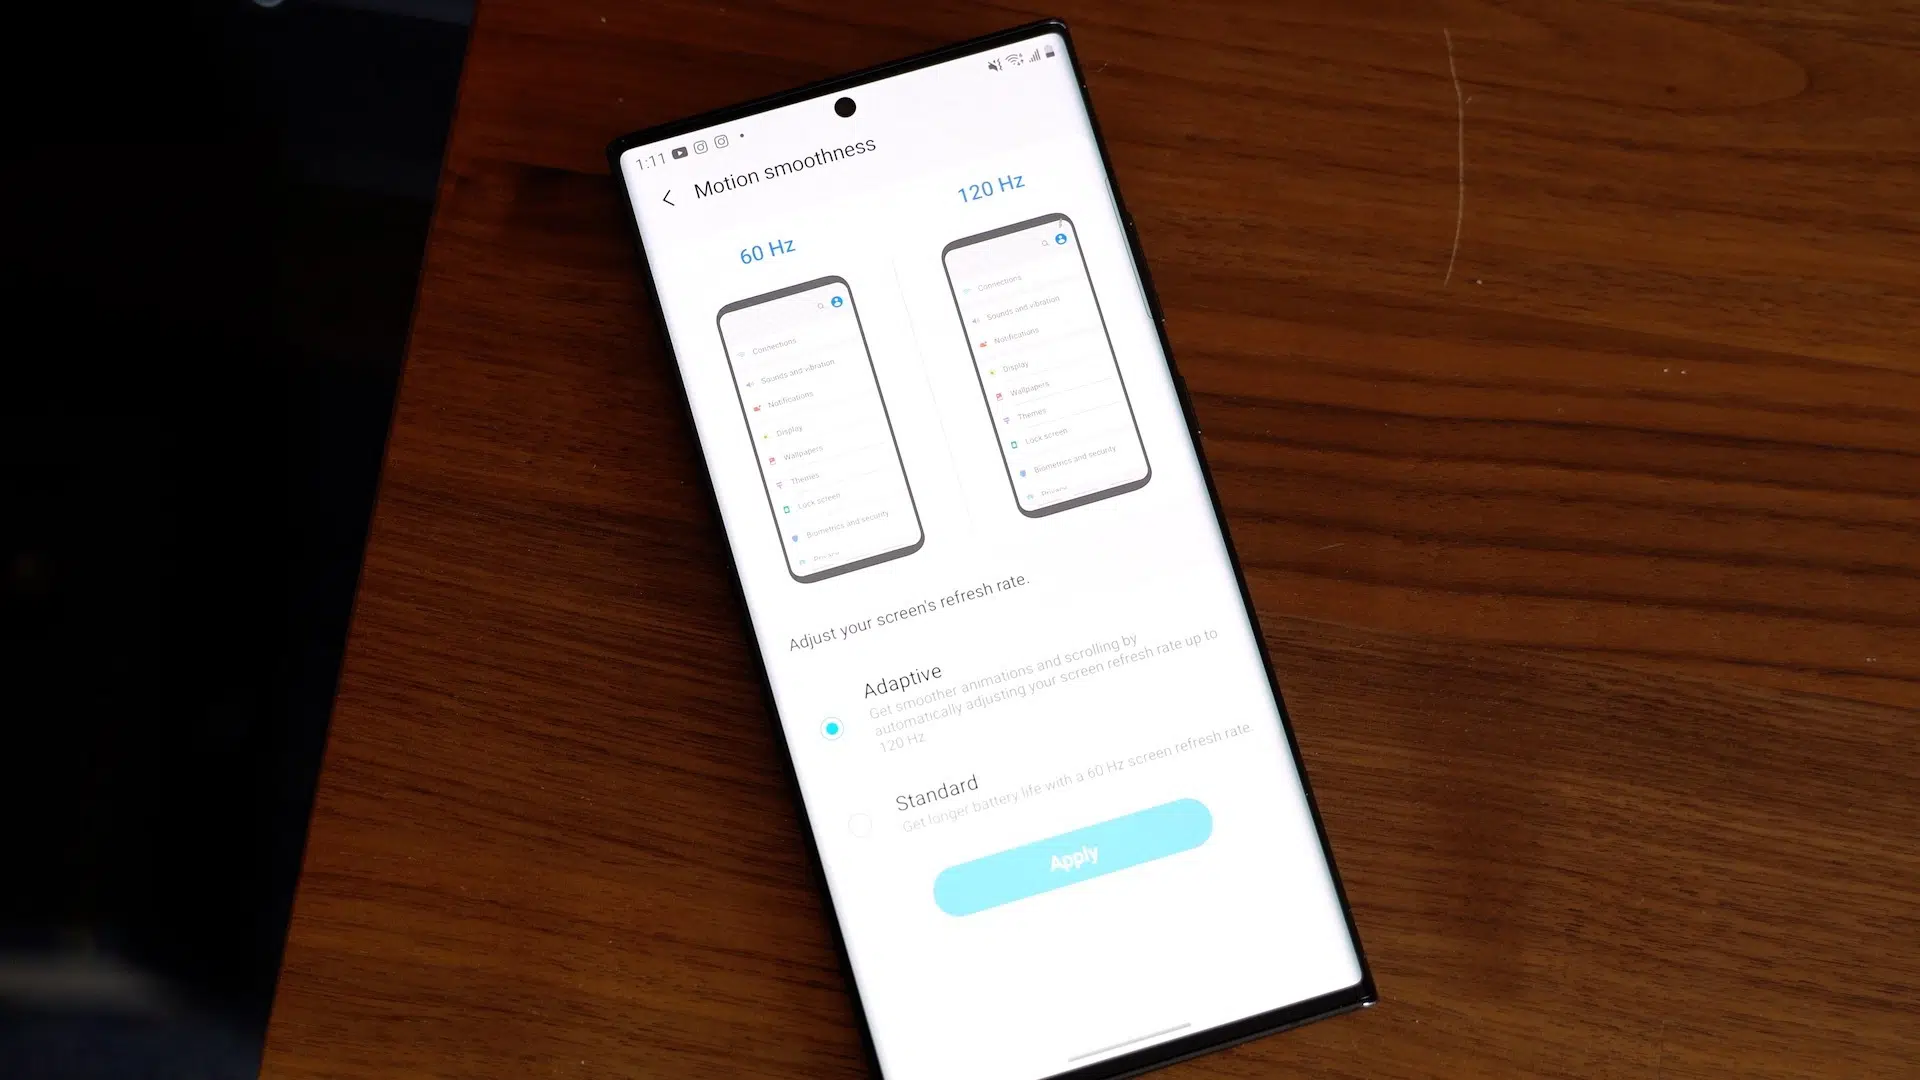 1:11
Motion smoothness
60 Hz
120 Hz
Connections
Sounds and vibration
Notifications
Display
Wallpapers
Themes
Lock screen
Biometrics and security
Connections
Sounds and vibration
Notifications
Display
Wallpapers
Themes
Lock screen
Biometrics and security
Adjust your screen's refresh rate.
Adaptive
Get smoother animations and scrolling by
automatically adjusting your screen refresh rate up to
120 Hz
Standard
Get longer battery life with a 60 Hz screen refresh rate.
Apply